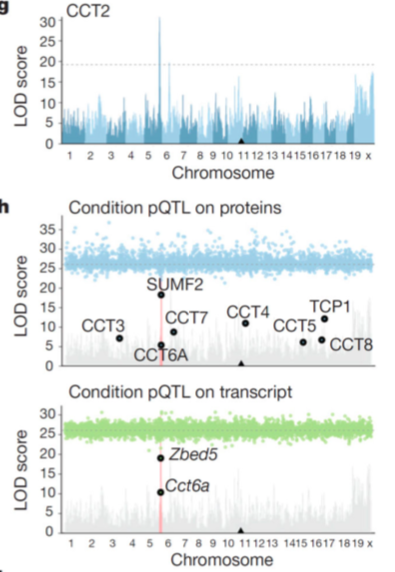 g
CCT2
30
25
20
15
10
5
0
LOD score
1 2 3 4 5 6 7 8 9 10 11 12 13 14 15 16 17 18 19 x
Chromosome
h
Condition pQTL on proteins
35
30
25
20
15
10
5
0
LOD score
SUMF2
CCT3
CCT7
CCT6A
CCT4
CCT5
TCP1
CCT8
Condition pQTL on transcript
30
25
20
15
10
5
0
LOD score
Zbed5
Cct6a
1 2 3 4 5 6 7 8 9 10 11 12 13 14 15 16 17 18 19 x
Chromosome